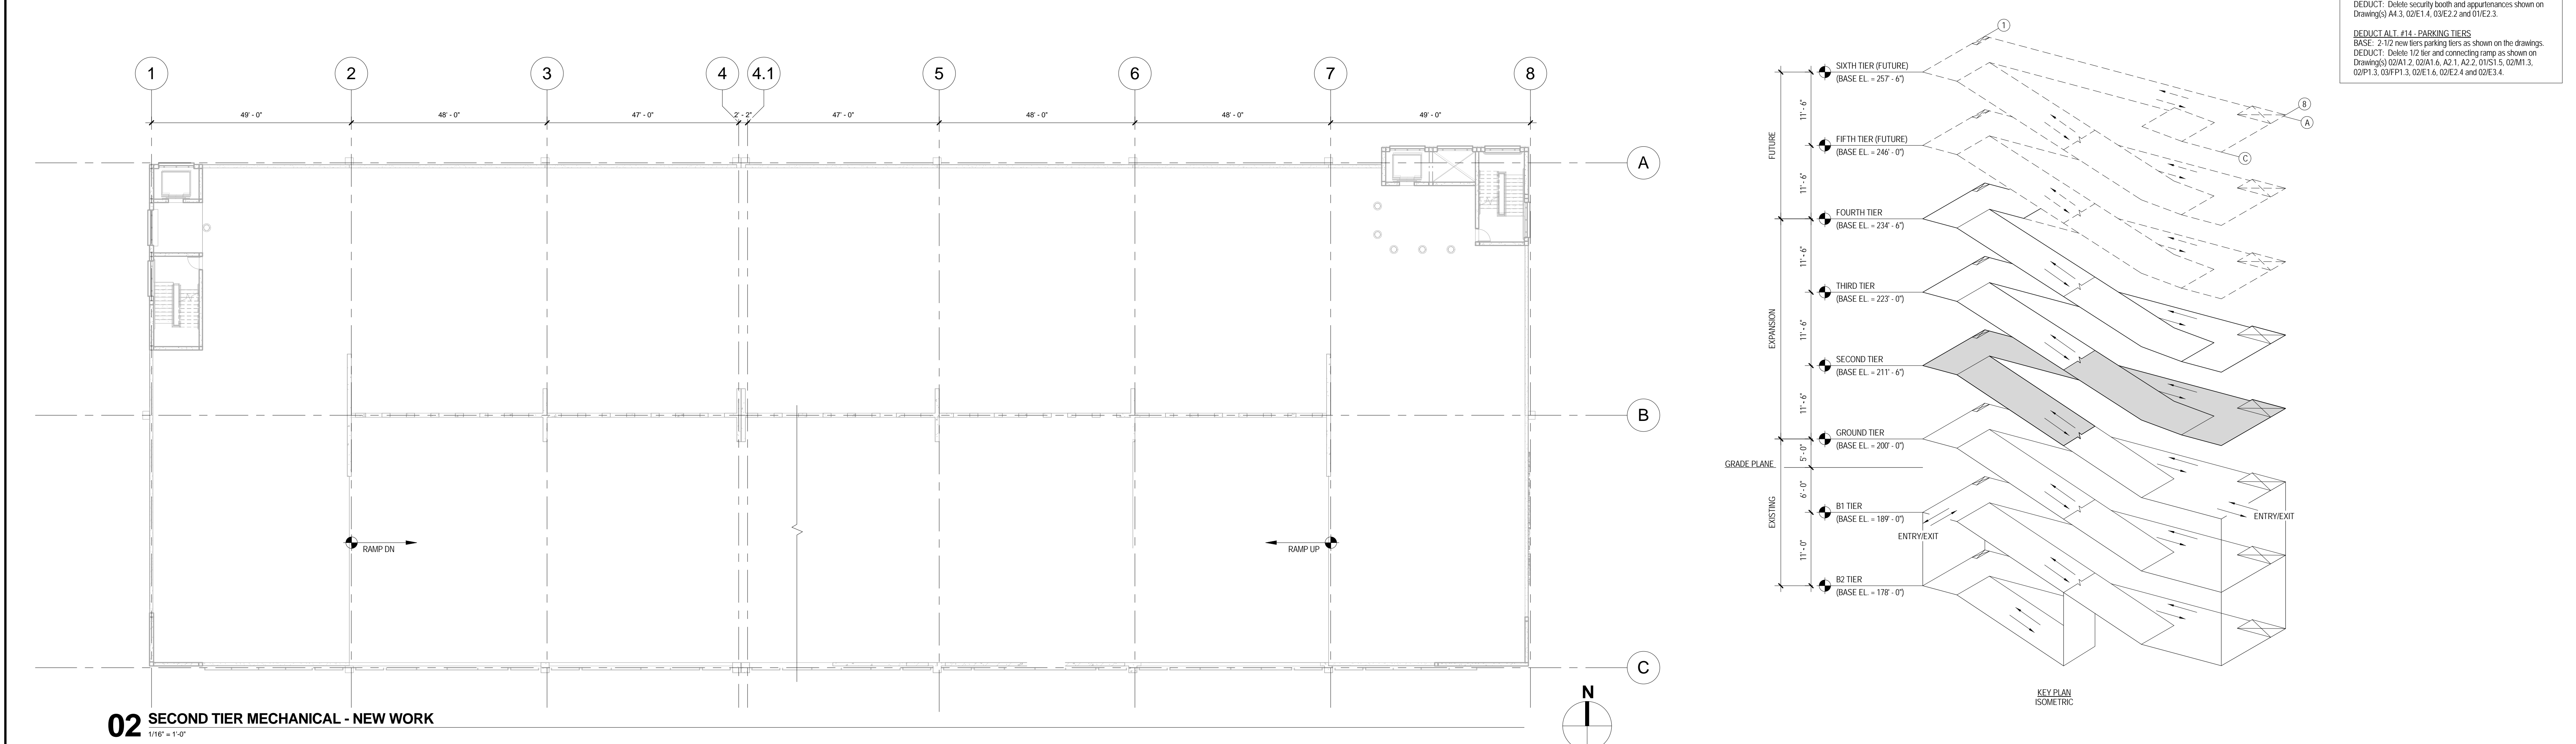 1
2
3
4
4.1
5
6
7
8
49' - 0"
48' - 0"
47' - 0"
2' - 2"
47' - 0"
48' - 0"
48' - 0"
49' - 0"
A
B
C
RAMP DN
RAMP UP
02 SECOND TIER MECHANICAL - NEW WORK
1/16" = 1'-0"
N
1
8
A
C
SIXTH TIER (FUTURE)
(BASE EL. = 257' - 6")
11' - 6"
FUTURE
FIFTH TIER (FUTURE)
(BASE EL. = 246' - 0")
11' - 6"
FOURTH TIER
(BASE EL. = 234' - 6")
11' - 6"
THIRD TIER
(BASE EL. = 223' - 0")
EXPANSION
11' - 6"
SECOND TIER
(BASE EL. = 211' - 6")
11' - 6"
GROUND TIER
(BASE EL. = 200' - 0")
5' - 0"
GRADE PLANE
6' - 0"
EXISTING
B1 TIER
(BASE EL. = 189' - 0")
ENTRY/EXIT
ENTRY/EXIT
11' - 0"
B2 TIER
(BASE EL. = 178' - 0")
KEY PLAN
ISOMETRIC
DEDUCT: Delete security booth and appurtenances shown on
Drawing(s) A4.3, 02/E1.4, 03/E2.2 and 01/E2.3.
DEDUCT ALT. #14 - PARKING TIERS
BASE: 2-1/2 new tiers parking tiers as shown on the drawings.
DEDUCT: Delete 1/2 tier and connecting ramp as shown on
Drawing(s) 02/A1.2, 02/A1.6, A2.1, A2.2, 01/S1.5, 02/M1.3,
02/P1.3, 03/FP1.3, 02/E1.6, 02/E2.4 and 02/E3.4.